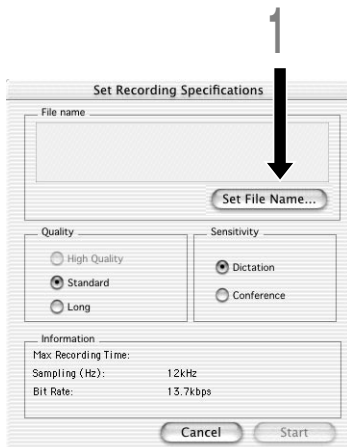 1
Set Recording Specifications
File name
Set File Name...
Quality
High Quality
Standard
Long
Sensitivity
Dictation
Conference
Information
Max Recording Time:
Sampling (Hz): 12kHz
Bit Rate: 13.7kbps
Cancel Start